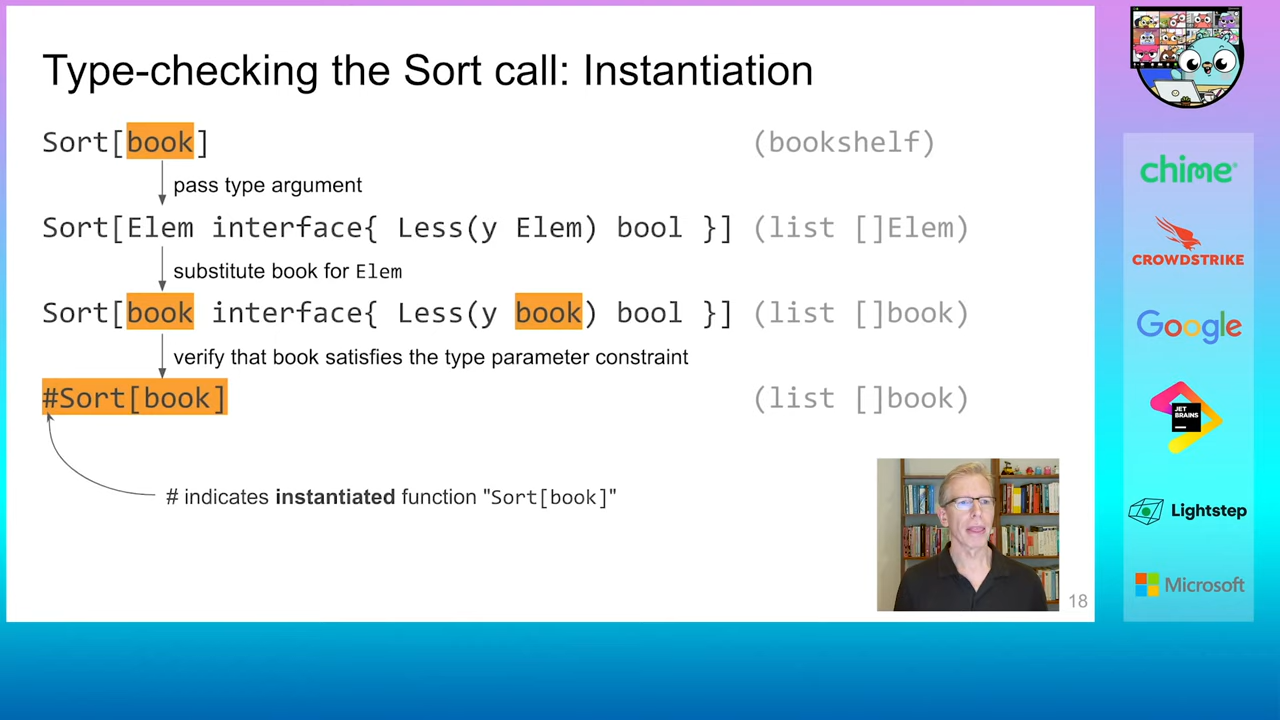 Type-checking the Sort call: Instantiation
Sort[book] (bookshelf)
pass type argument
Sort[Elem interface{ Less(y Elem) bool }] (list []Elem)
substitute book for Elem
Sort[book interface{ Less(y book) bool }] (list []book)
verify that book satisfies the type parameter constraint
#Sort[book] (list []book)
# indicates instantiated function "Sort[book]"
18
chime
CROWDSTRIKE
Google
JET
BRAINS
Lightstep
Microsoft